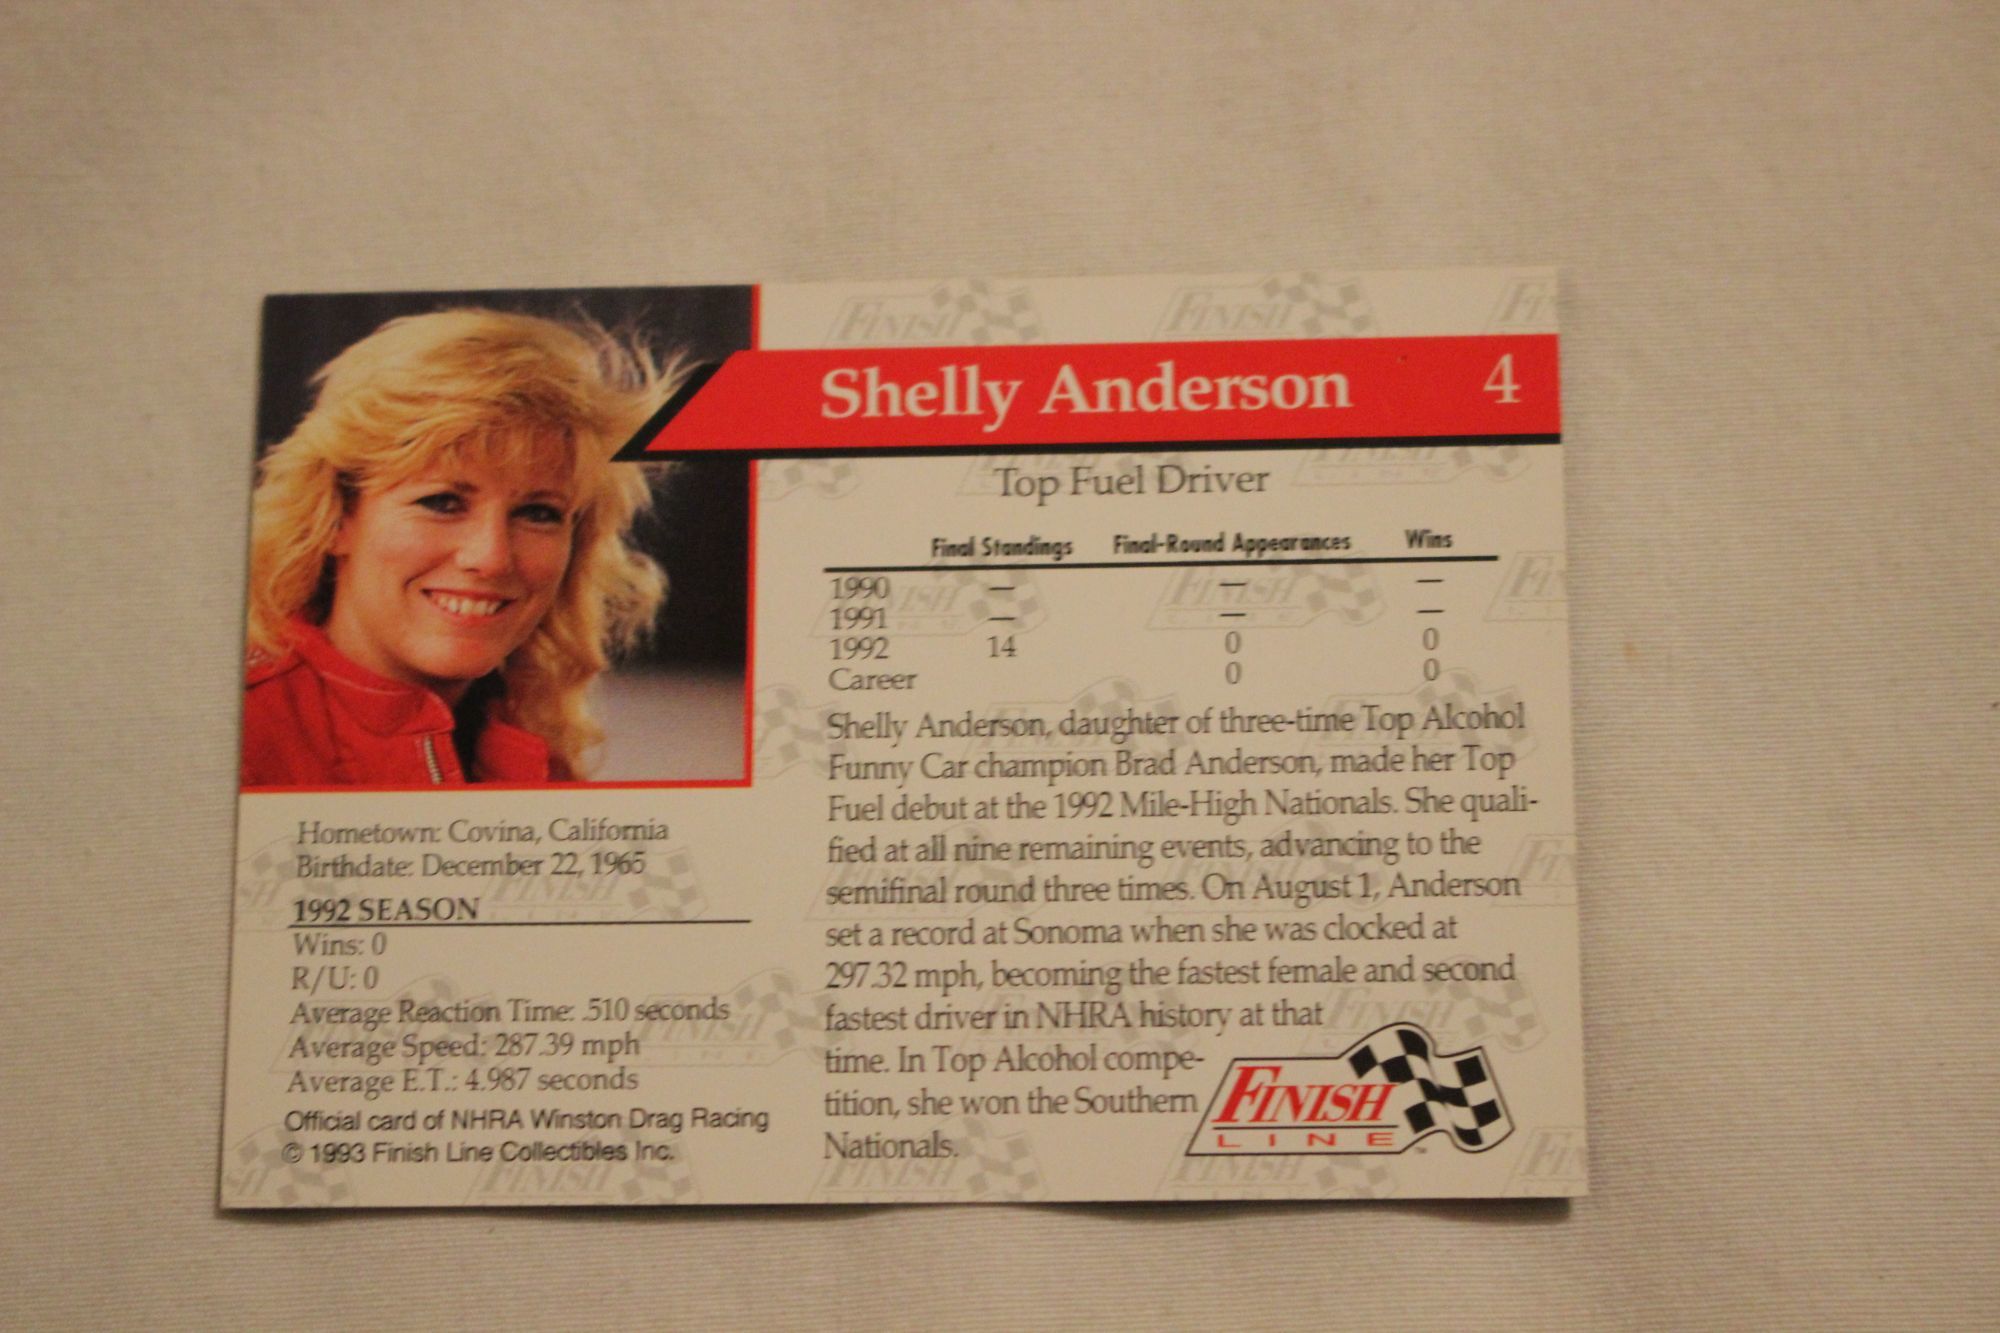 Shelly Anderson 4
Top Fuel Driver
Final Standings Final-Round Appearances Wins
1990 — — —
1991 — — —
1992 14 0 0
Career 0 0
Shelly Anderson, daughter of three-time Top Alcohol
Funny Car champion Brad Anderson, made her Top
Fuel debut at the 1992 Mile-High Nationals. She quali-
fied at all nine remaining events, advancing to the
semifinal round three times. On August 1, Anderson
set a record at Sonoma when she was clocked at
297.32 mph, becoming the fastest female and second
fastest driver in NHRA history at that
time. In Top Alcohol compe-
tition, she won the Southern
Nationals.
Hometown: Covina, California
Birthdate: December 22, 1965
1992 SEASON
Wins: 0
R/U: 0
Average Reaction Time: .510 seconds
Average Speed: 287.39 mph
Average E.T.: 4.987 seconds
Official card of NHRA Winston Drag Racing
© 1993 Finish Line Collectibles Inc.
FINISH
LINE™